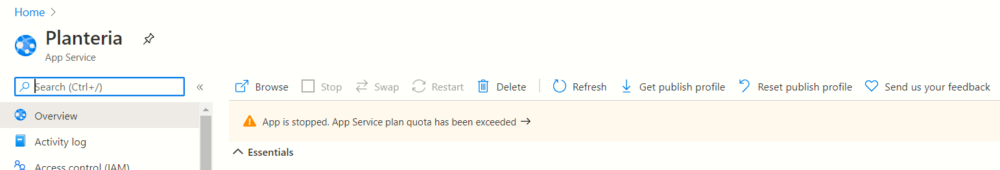 Home
Planteria
App Service
Search (Ctrl+/)
Browse Stop Swap Restart Delete Refresh Get publish profile Reset publish profile Send us your feedback
Overview
App is stopped. App Service plan quota has been exceeded →
Activity log
Essentials
Access control (IAM)